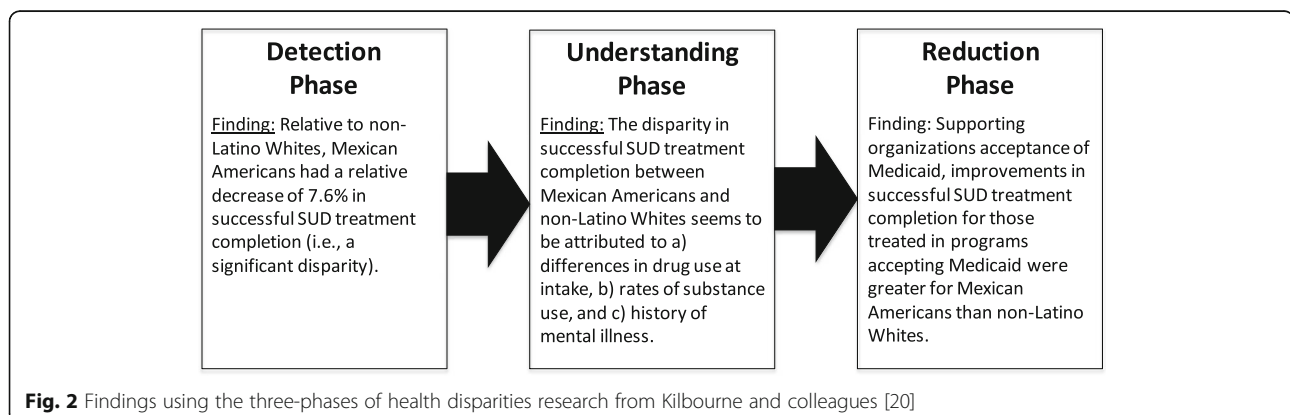 Detection
Phase
Finding: Relative to non-
Latino Whites, Mexican
Americans had a relative
decrease of 7.6% in
successful SUD treatment
completion (i.e., a
significant disparity).
Understanding
Phase
Finding: The disparity in
successful SUD treatment
completion between
Mexican Americans and
non-Latino Whites seems to
be attributed to a)
differences in drug use at
intake, b) rates of substance
use, and c) history of
mental illness.
Reduction
Phase
Finding: Supporting
organizations acceptance of
Medicaid, improvements in
successful SUD treatment
completion for those
treated in programs
accepting Medicaid were
greater for Mexican
Americans than non-Latino
Whites.
Fig. 2 Findings using the three-phases of health disparities research from Kilbourne and colleagues [20]